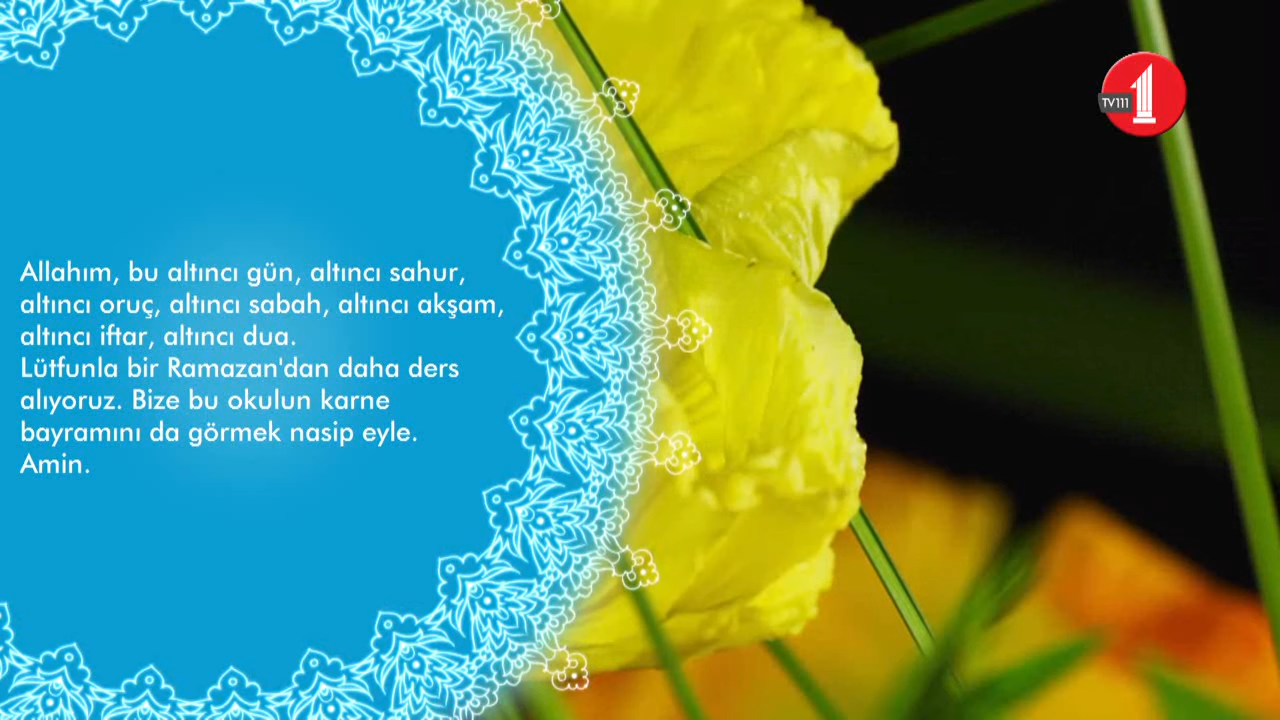 Allahım, bu altıncı gün, altıncı sahur,
altıncı oruç, altıncı sabah, altıncı akşam,
altıncı iftar, altıncı dua.
Lütfunla bir Ramazan'dan daha ders
alıyoruz. Bize bu okulun karne
bayramını da görmek nasip eyle.
Amin.
TV111
1